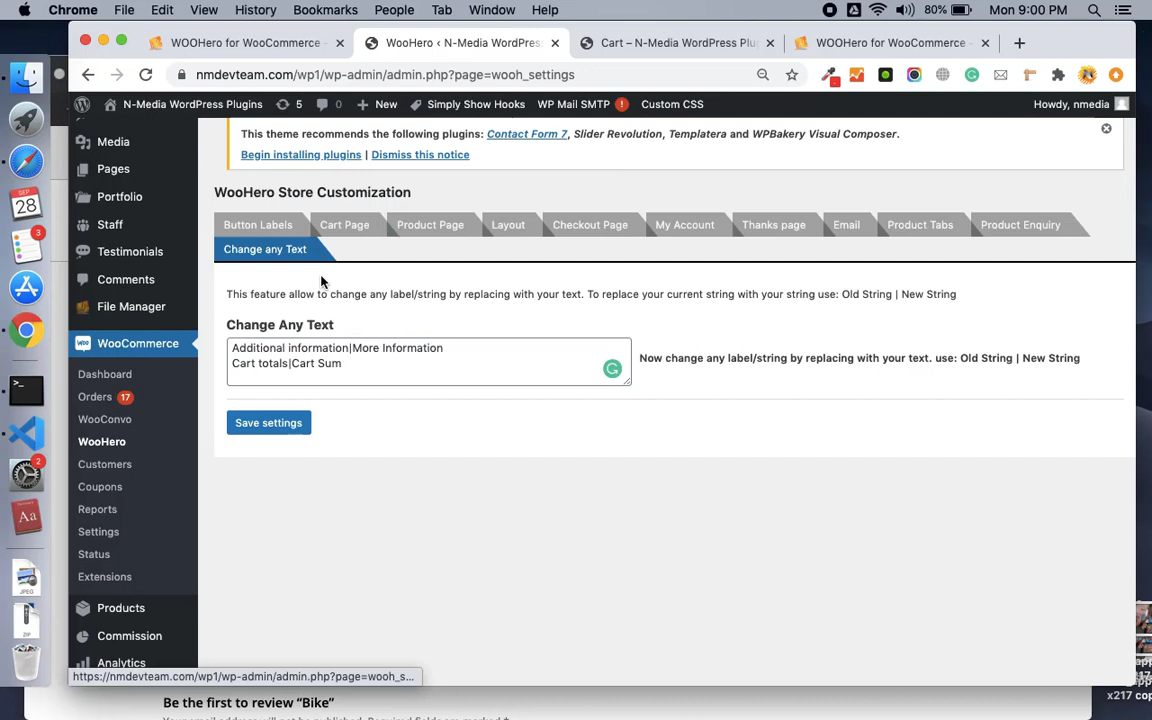 Chrome File Edit View History Bookmarks People Tab Window Help 80% Mon 9:00 PM
WOOHero for WooCommerce -
WooHero ‹ N-Media WordPress
Cart – N-Media WordPress Plu
WOOHero for WooCommerce -
nmdevteam.com/wp1/wp-admin/admin.php?page=wooh_settings
N-Media WordPress Plugins 5 0 New Simply Show Hooks WP Mail SMTP ! Custom CSS Howdy, nmedia
Media
Pages
Portfolio
Staff
Testimonials
Comments
File Manager
WooCommerce
Dashboard
Orders 17
WooConvo
WooHero
Customers
Coupons
Reports
Settings
Status
Extensions
Products
Commission
Analytics
This theme recommends the following plugins: Contact Form 7, Slider Revolution, Templatera and WPBakery Visual Composer.
Begin installing plugins | Dismiss this notice
WooHero Store Customization
Button Labels Cart Page Product Page Layout Checkout Page My Account Thanks page Email Product Tabs Product Enquiry
Change any Text
This feature allow to change any label/string by replacing with your text. To replace your current string with your string use: Old String | New String
Change Any Text
Additional information|More Information
Cart totals|Cart Sum
Now change any label/string by replacing with your text. use: Old String | New String
Save settings
https://nmdevteam.com/wp1/wp-admin/admin.php?page=wooh_s...
Be the first to review “Bike”
SEP
28
3
2
Aa
JPEG
ZIP
x217 cop